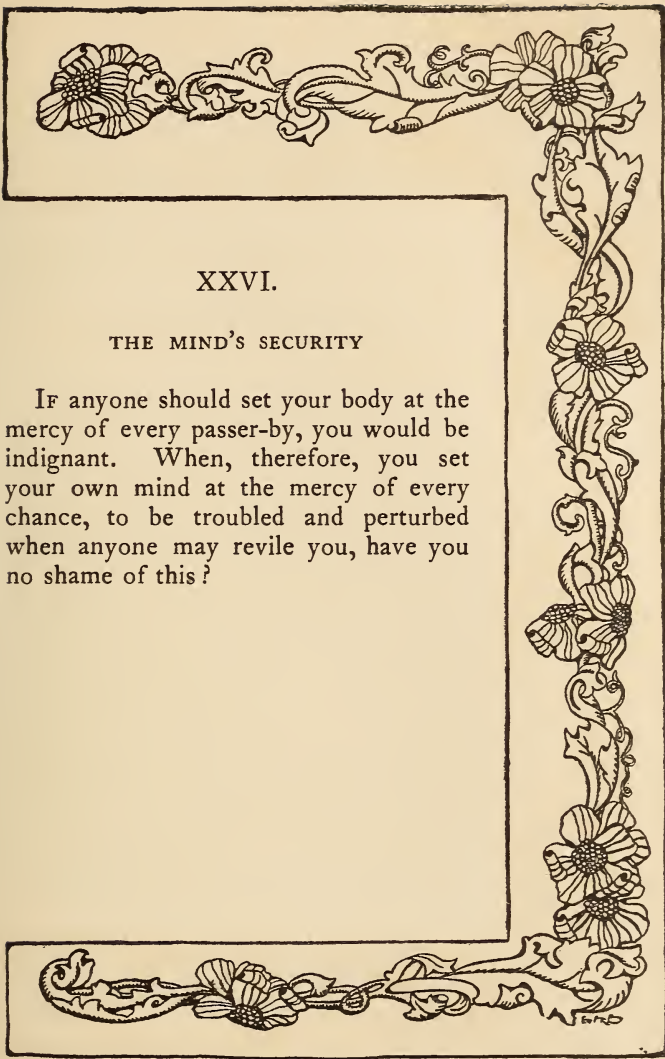 XXVI.
THE MIND'S SECURITY
IF anyone should set your body at the
mercy of every passer-by, you would be
indignant. When, therefore, you set
your own mind at the mercy of every
chance, to be troubled and perturbed
when anyone may revile you, have you
no shame of this?